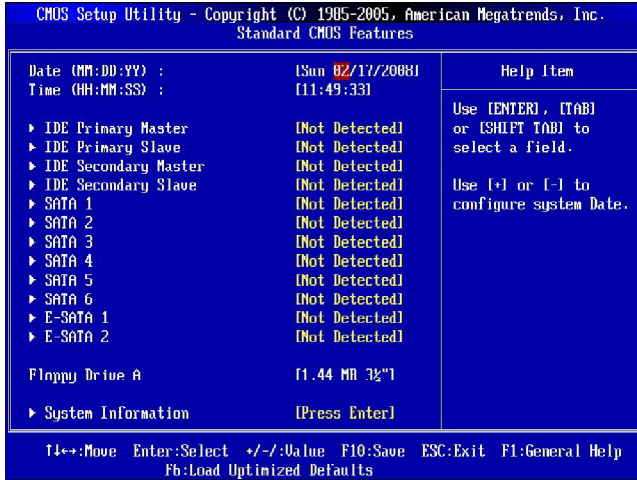 CMOS Setup Utility - Copyright (C) 1985-2005, American Megatrends, Inc.
Standard CMOS Features
Date (MM:DD:YY) : [Sun 02/17/2008]
Time (HH:MM:SS) : [11:49:33]
▶ IDE Primary Master [Not Detected]
▶ IDE Primary Slave [Not Detected]
▶ IDE Secondary Master [Not Detected]
▶ IDE Secondary Slave [Not Detected]
▶ SATA 1 [Not Detected]
▶ SATA 2 [Not Detected]
▶ SATA 3 [Not Detected]
▶ SATA 4 [Not Detected]
▶ SATA 5 [Not Detected]
▶ SATA 6 [Not Detected]
▶ E-SATA 1 [Not Detected]
▶ E-SATA 2 [Not Detected]
Floppy Drive A [1.44 MB 3½"]
▶ System Information [Press Enter]
Help Item
Use [ENTER], [TAB]
or [SHIFT TAB] to
select a field.
Use [+] or [-] to
configure system Date.
↑↓←→:Move Enter:Select +/-/:Value F10:Save ESC:Exit F1:General Help
F6:Load Optimized Defaults